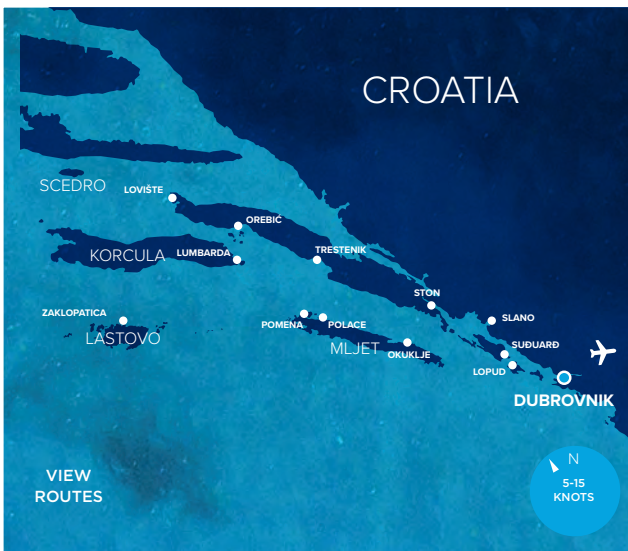 CROATIA
SCEDRO
LOVIŠTE
OREBIĆ
KORCULA
LUMBARDA
TRESTENIK
STON
ZAKLOPATICA
SLANO
POMENA
POLACE
LASTOVO
MLJET
OKUKLJE
SUĐUARĐ
LOPUD
DUBROVNIK
VIEW
ROUTES
N
5-15
KNOTS